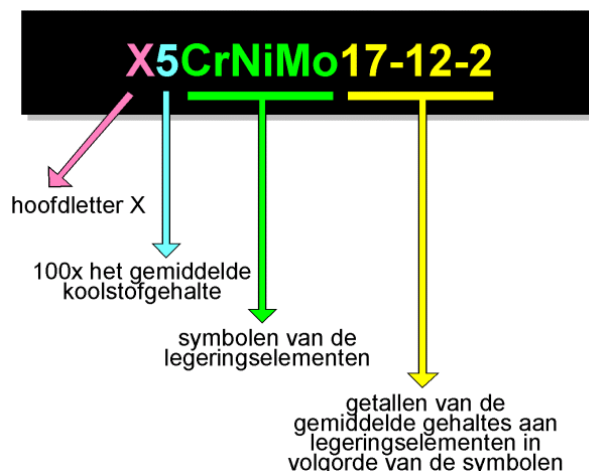 X5CrNiMo17-12-2
hoofdletter X
100x het gemiddelde
koolstofgehalte
symbolen van de
legeringselementen
getallen van de
gemiddelde gehaltes aan
legeringselementen in
volgorde van de symbolen